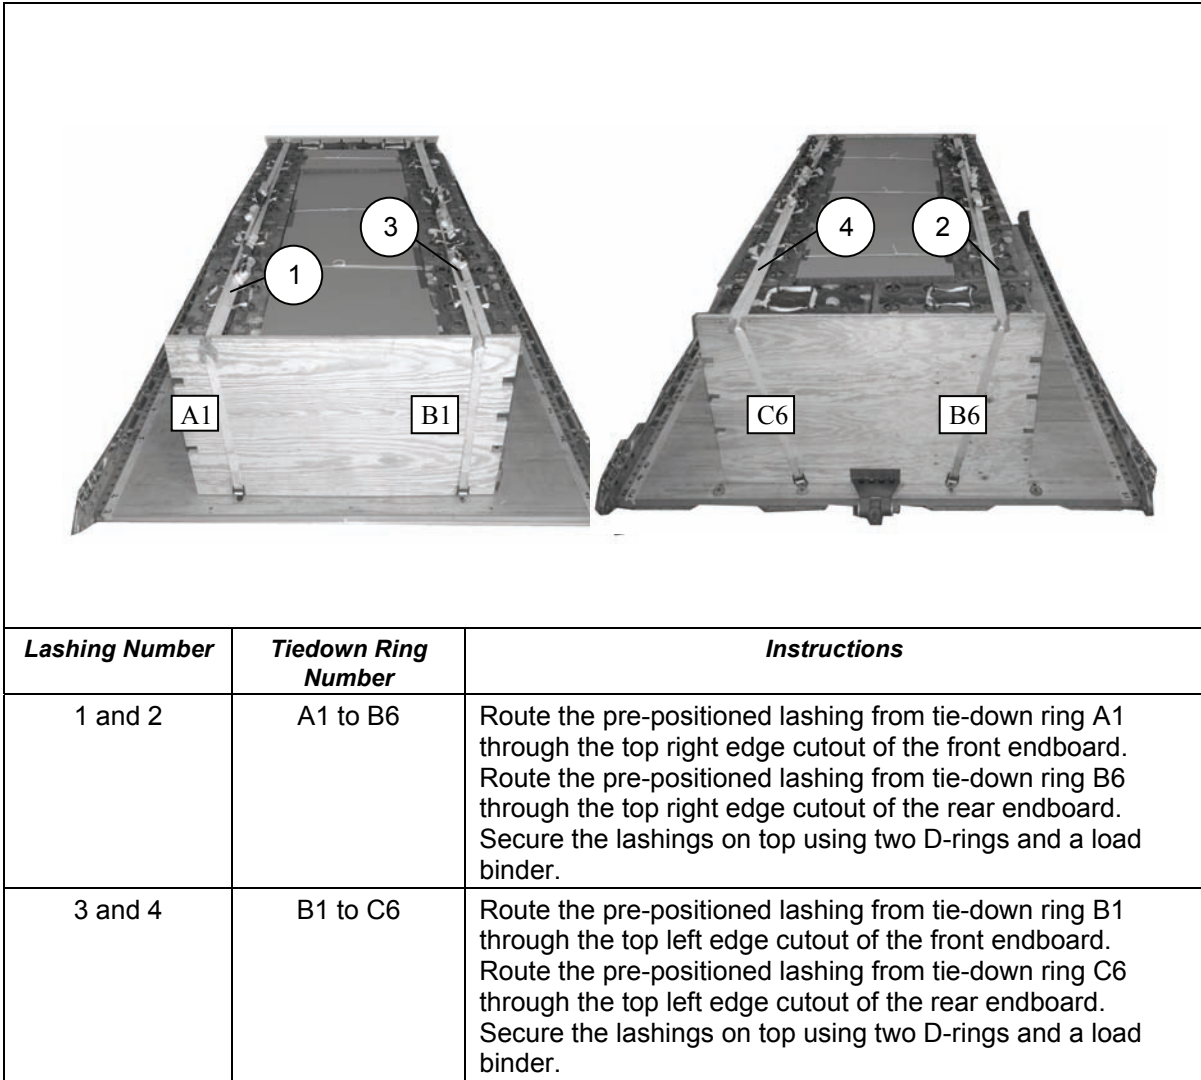 3
4
2
1
A1
B1
C6
B6
Lashing Number
Tiedown Ring
Number
Instructions
1 and 2
A1 to B6
Route the pre-positioned lashing from tie-down ring A1
through the top right edge cutout of the front endboard.
Route the pre-positioned lashing from tie-down ring B6
through the top right edge cutout of the rear endboard.
Secure the lashings on top using two D-rings and a load
binder.
3 and 4
B1 to C6
Route the pre-positioned lashing from tie-down ring B1
through the top left edge cutout of the front endboard.
Route the pre-positioned lashing from tie-down ring C6
through the top left edge cutout of the rear endboard.
Secure the lashings on top using two D-rings and a load
binder.